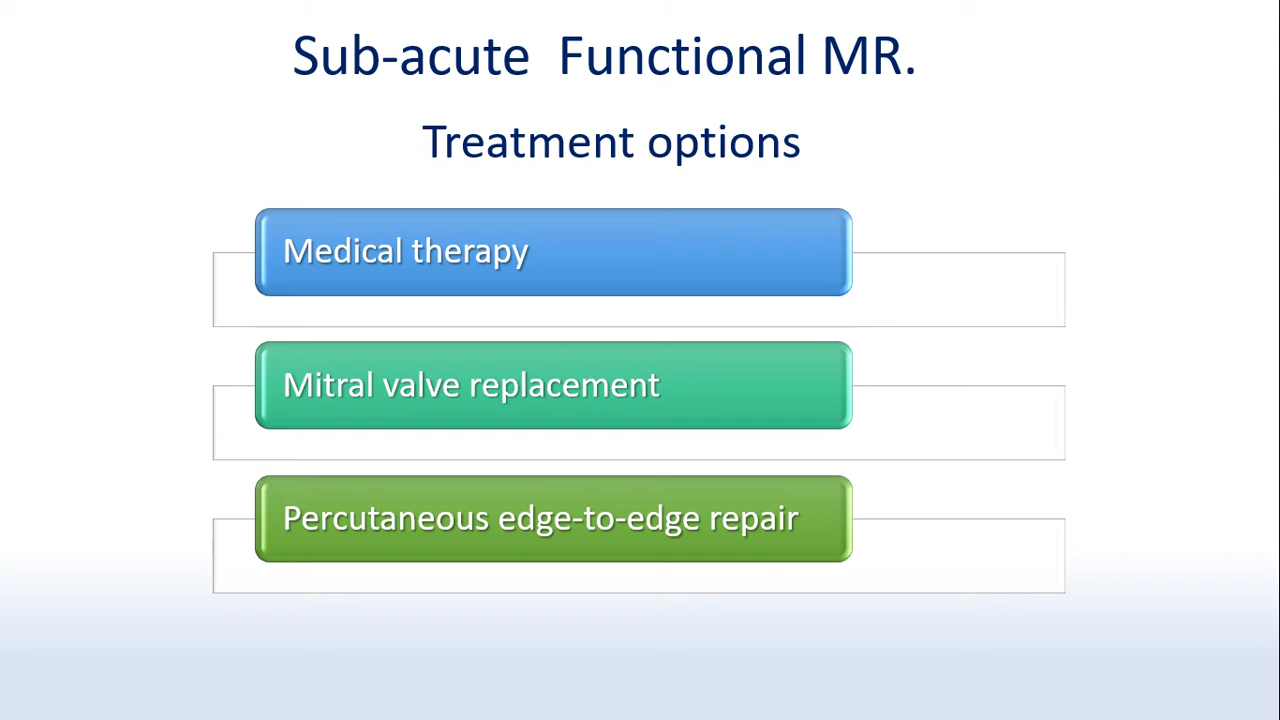 Sub-acute Functional MR.
Treatment options
Medical therapy
Mitral valve replacement
Percutaneous edge-to-edge repair